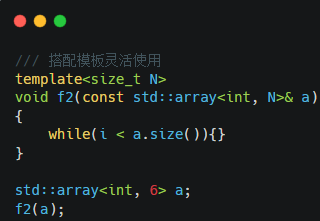 /// 搭配模板灵活使用
template<size_t N>
void f2(const std::array<int, N>& a)
{
    while(i < a.size()){}
}

std::array<int, 6> a;
f2(a);